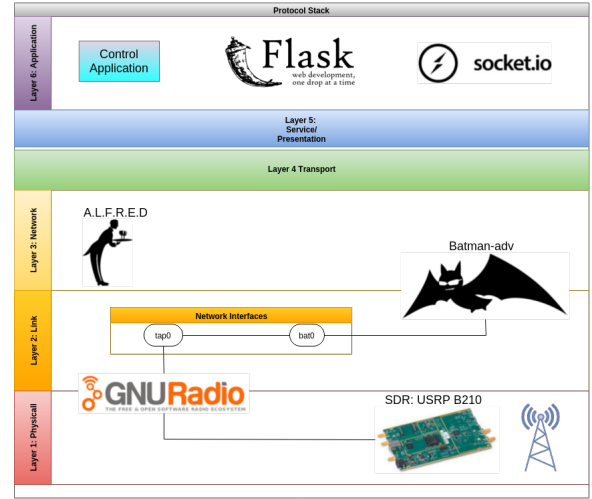 Protocol Stack
Layer 6: Application
Control
Application
Flask
web development,
one drop at a time
socket.io
Layer 5:
Service/
Presentation
Layer 4 Transport
Layer 3: Network
A.L.F.R.E.D
Batman-adv
Layer 2: Link
Network Interfaces
tap0
bat0
GNURadio
THE FREE & OPEN SOFTWARE RADIO ECOSYSTEM
Layer 1: Physicall
SDR: USRP B210